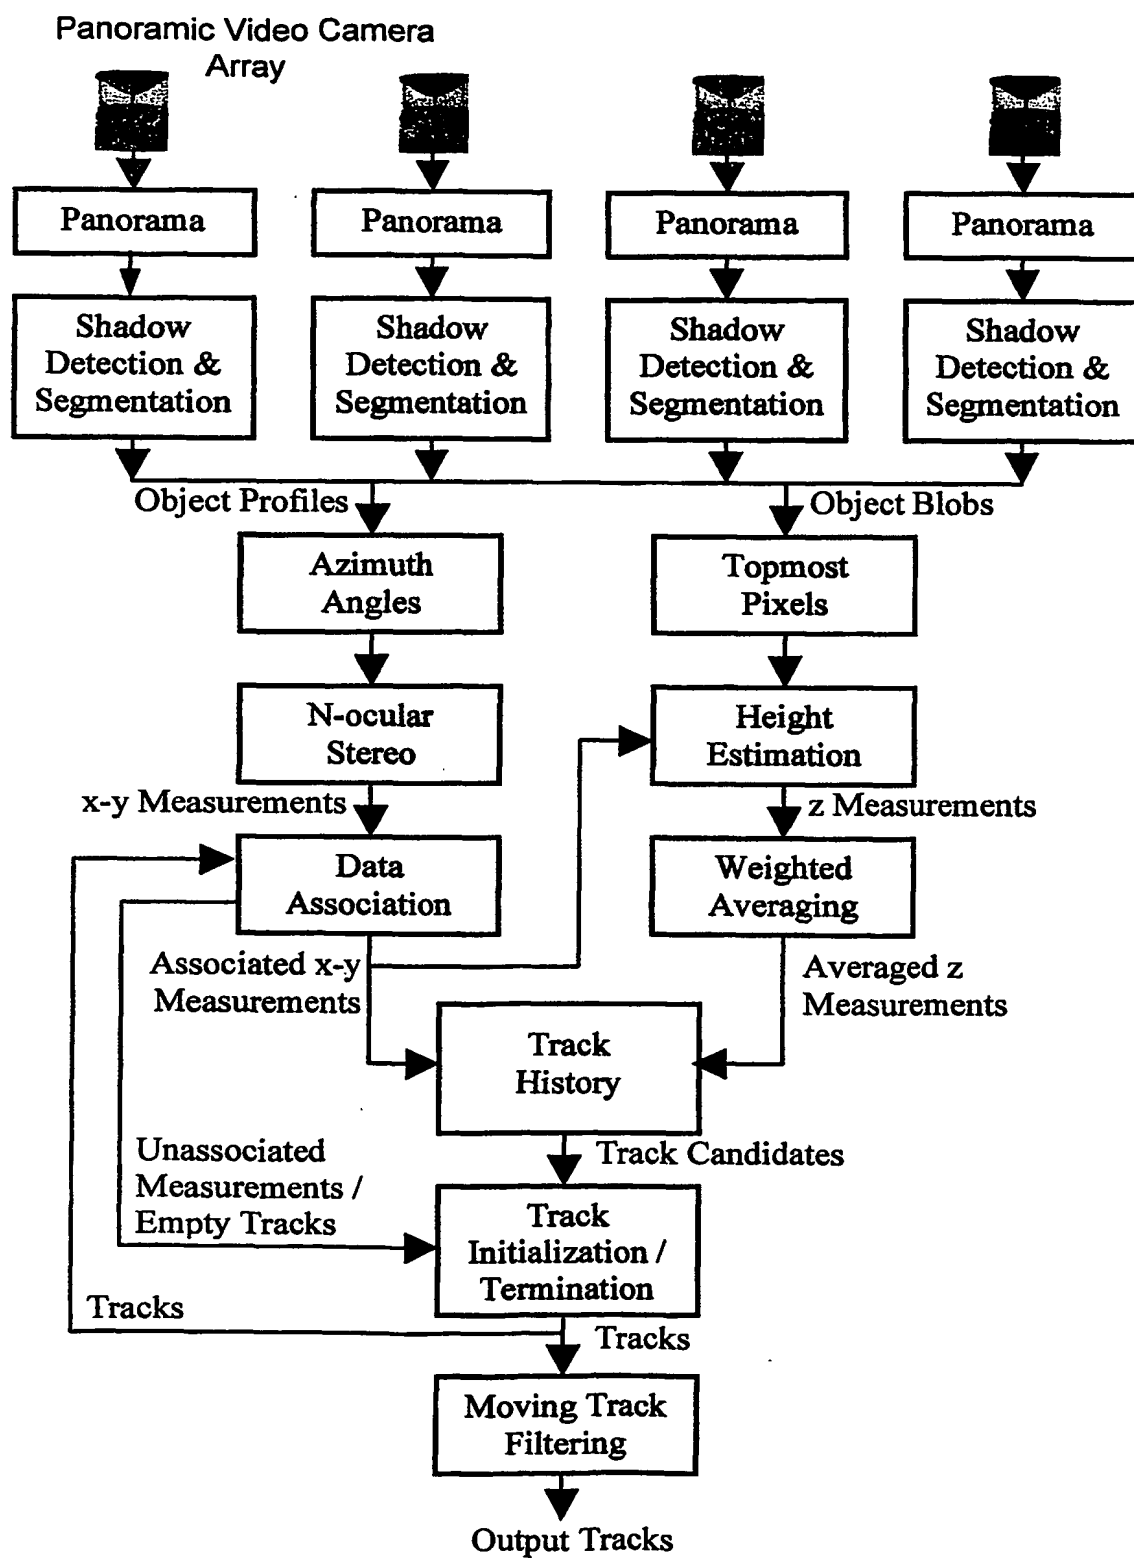 Panoramic Video Camera
Array
Panorama
Panorama
Panorama
Panorama
Shadow
Detection &
Segmentation
Shadow
Detection &
Segmentation
Shadow
Detection &
Segmentation
Shadow
Detection &
Segmentation
Object Profiles
Object Blobs
Azimuth
Angles
Topmost
Pixels
N-ocular
Stereo
Height
Estimation
x-y Measurements
z Measurements
Data
Association
Weighted
Averaging
Associated x-y
Measurements
Averaged z
Measurements
Track
History
Unassociated
Measurements /
Empty Tracks
Track Candidates
Track
Initialization /
Termination
Tracks
Tracks
Moving Track
Filtering
Output Tracks